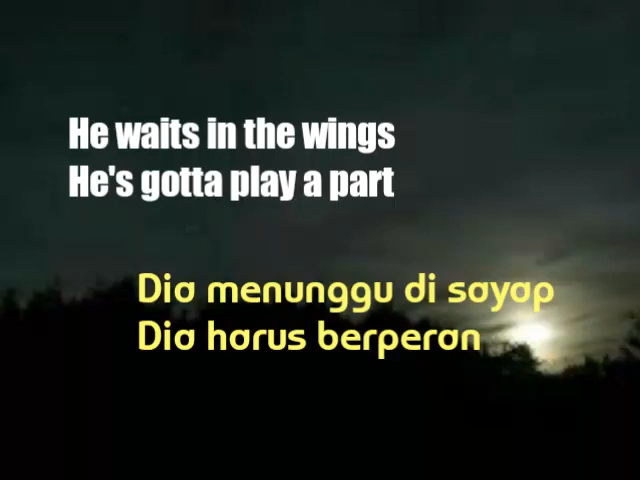 He waits in the wings
He's gotta play a part
Dia menunggu di sayap
Dia harus berperan